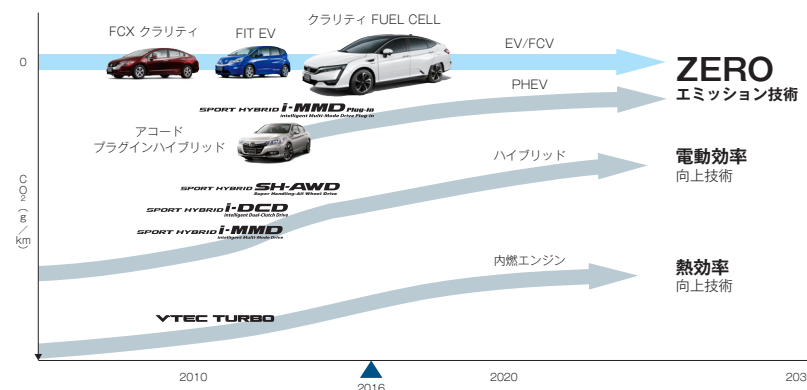 クラリティ FUEL CELL
FCX クラリティ
FIT EV
EV/FCV
0
ZERO
エミッション技術
PHEV
SPORT HYBRID i-MMD Plug-in
intelligent Multi-Mode Drive Plug-in
アコード
プラグインハイブリッド
ハイブリッド
電動効率
向上技術
CO2(g/km)
SPORT HYBRID SH-AWD
Super Handling-All Wheel Drive
SPORT HYBRID i-DCD
intelligent Dual-Clutch Drive
SPORT HYBRID i-MMD
intelligent Multi-Mode Drive
内燃エンジン
熱効率
向上技術
VTEC TURBO
2010
2016
2020